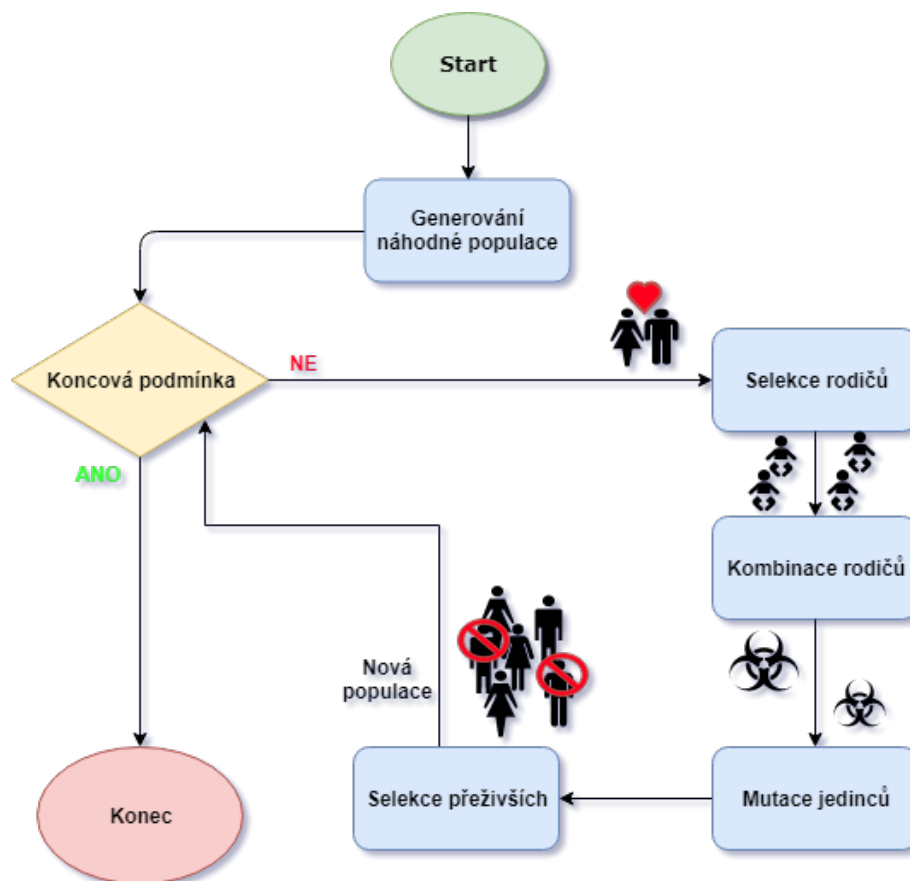 Start
Generování
náhodné populace
Koncová podmínka
NE
Selekce rodičů
ANO
Kombinace rodičů
Nová
populace
Selekce přeživších
Mutace jedinců
Konec